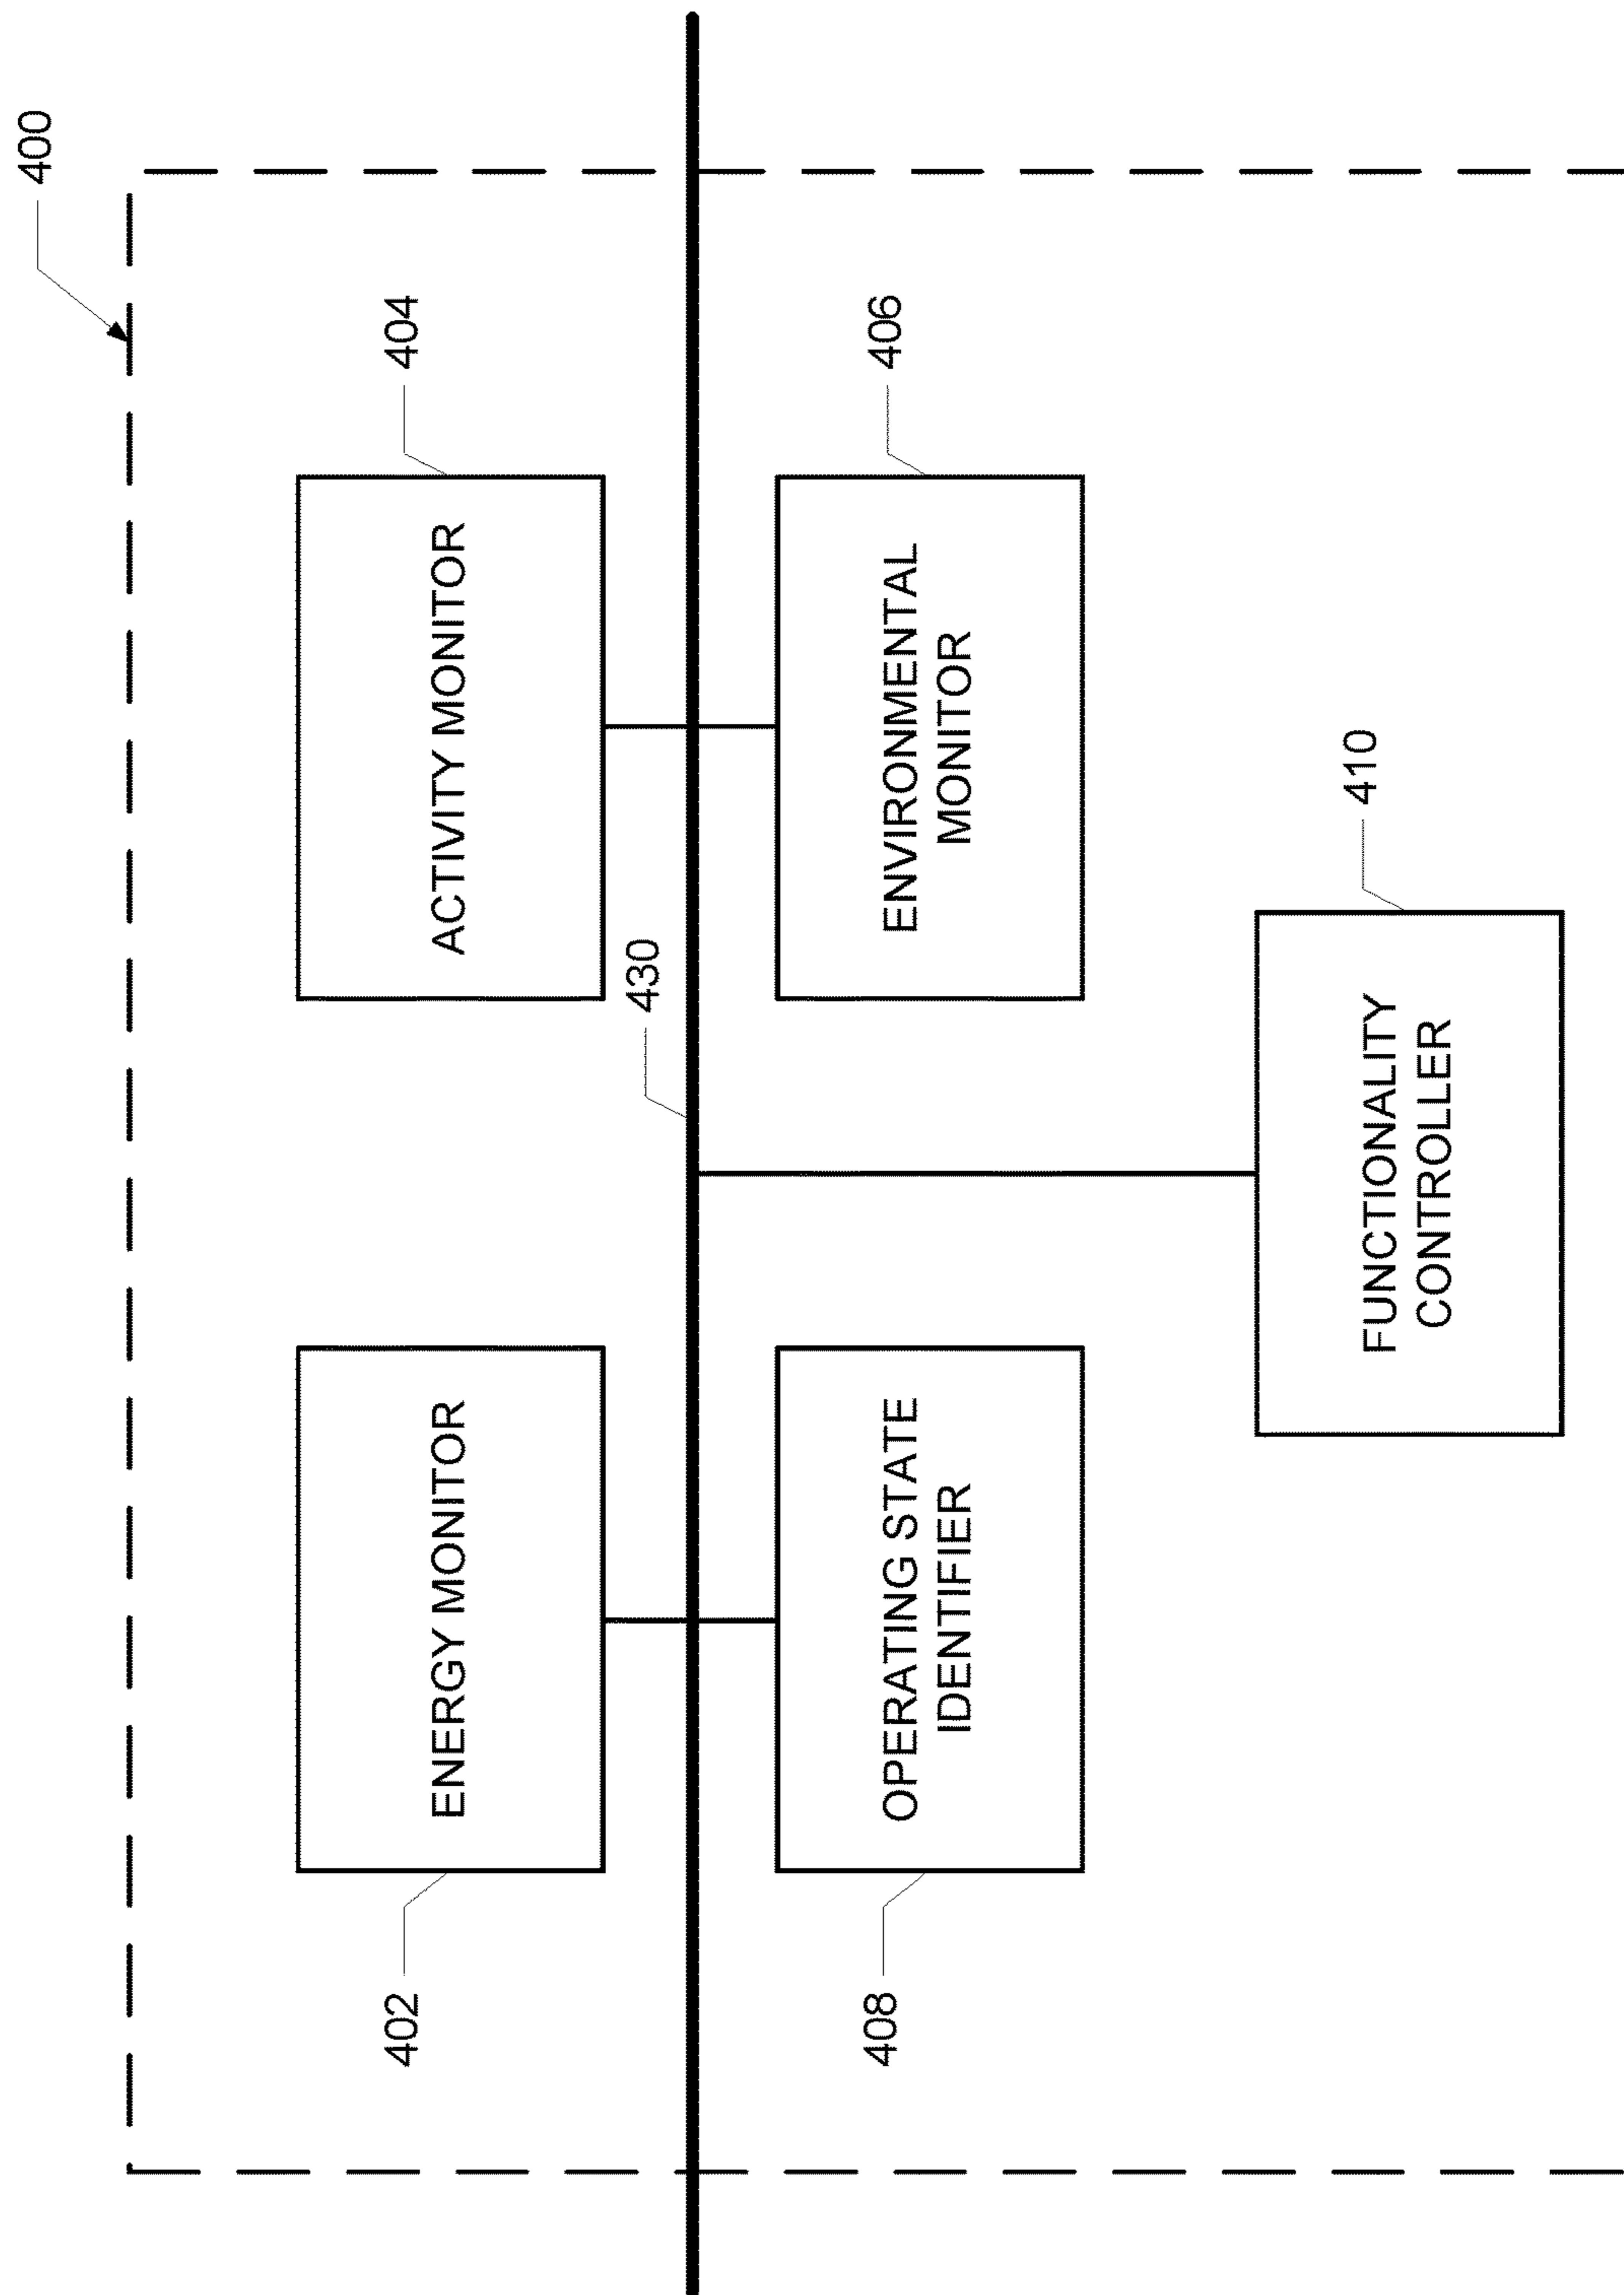 400
402
ENERGY MONITOR
ACTIVITY MONITOR
404
430
408
OPERATING STATE
IDENTIFIER
ENVIRONMENTAL
MONITOR
406
FUNCTIONALITY
CONTROLLER
410